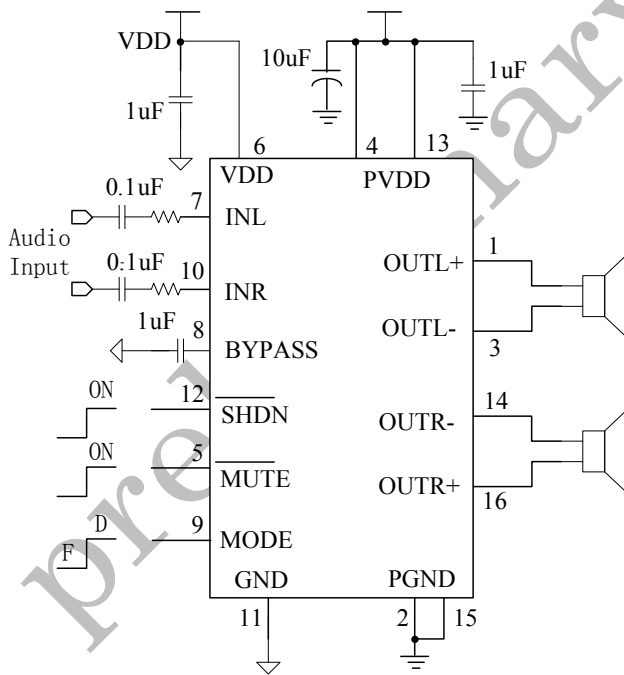 VDD
10uF
1uF
1uF
6
4
13
VDD
PVDD
0.1uF
7
INL
Audio
Input
0.1uF
10
INR
1uF
8
BYPASS
1
OUTL+
OUTL-
3
ON
12
SHDN
14
OUTR-
ON
5
MUTE
OUTR+
16
F
D
9
MODE
GND
PGND
11
2
15